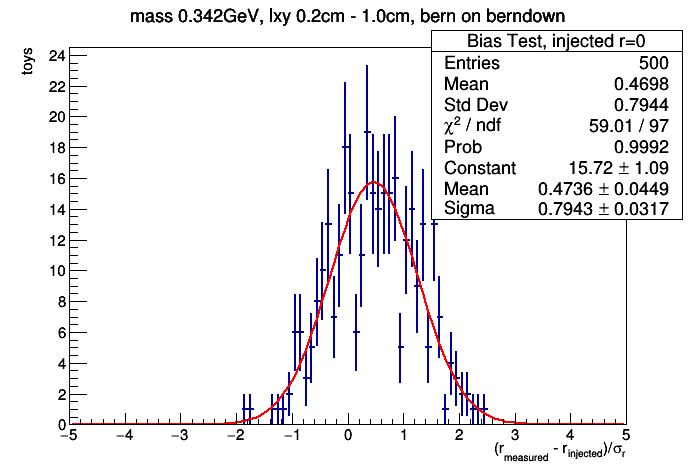 mass 0.342GeV, lxy 0.2cm - 1.0cm, bern on berndown
Bias Test, injected r=0
Entries 500
Mean 0.4698
Std Dev 0.7944
χ² / ndf 59.01 / 97
Prob 0.9992
Constant 15.72 ± 1.09
Mean 0.4736 ± 0.0449
Sigma 0.7943 ± 0.0317
toys
24
22
20
18
16
14
12
10
8
6
4
2
0
−5 −4 −3 −2 −1 0 1 2 3 4 5
(r_measured - r_injected)/σ_r